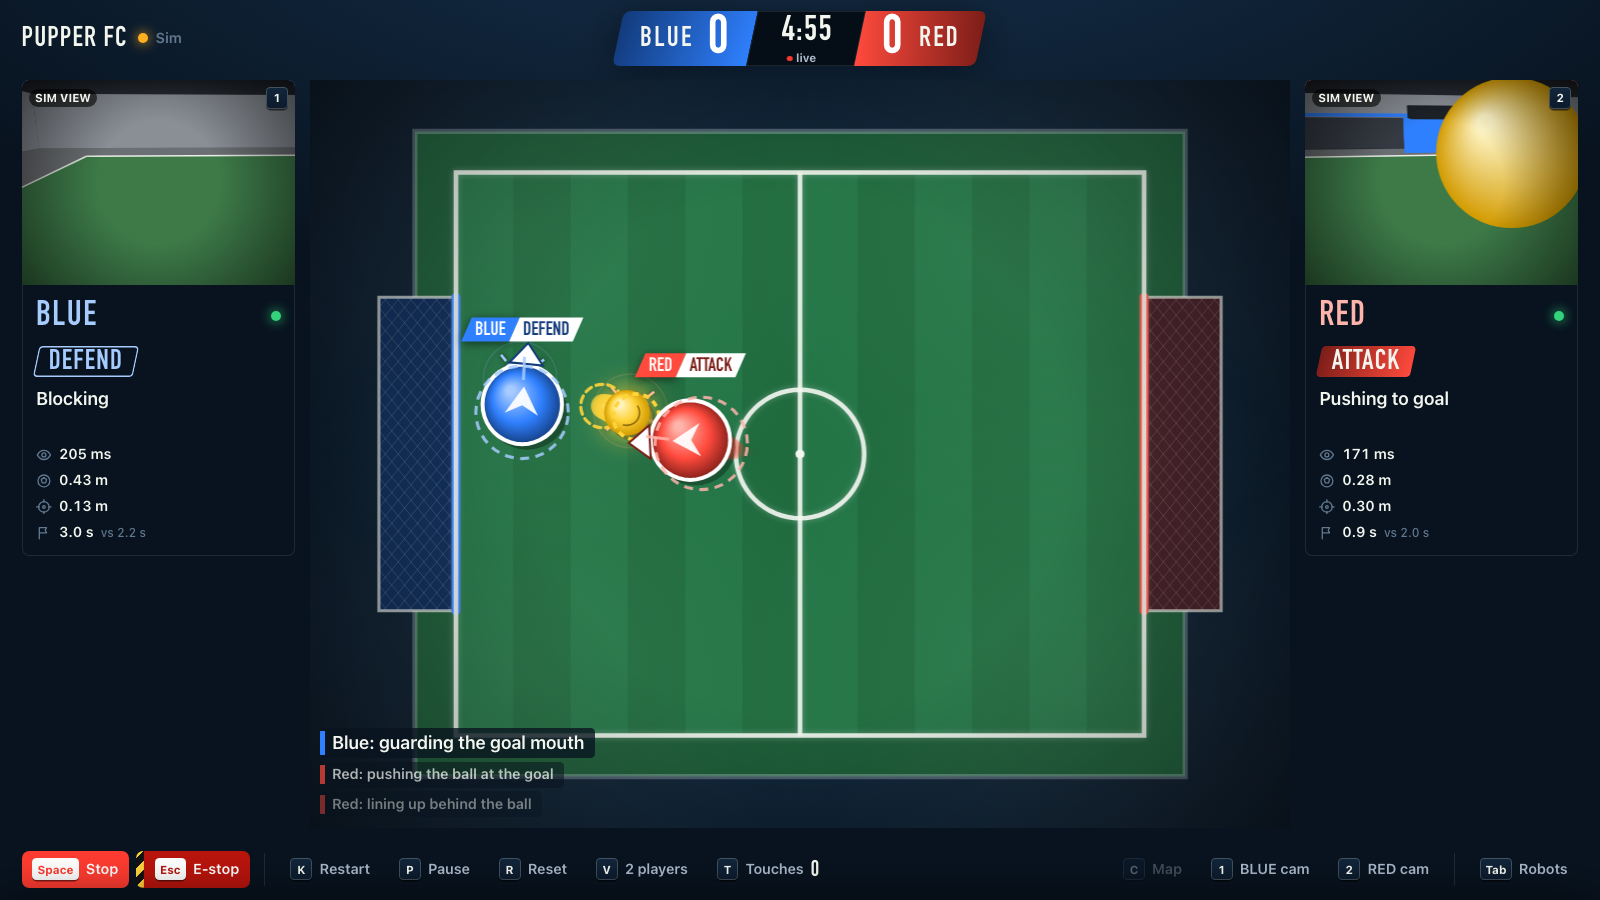 PUPPER FC Sim
BLUE 0 4:55 0 RED
live
SIM VIEW 1
BLUE
DEFEND
Blocking
205 ms
0.43 m
0.13 m
3.0 s vs 2.2 s
BLUE DEFEND
RED ATTACK
Blue: guarding the goal mouth
Red: pushing the ball at the goal
Red: lining up behind the ball
SIM VIEW 2
RED
ATTACK
Pushing to goal
171 ms
0.28 m
0.30 m
0.9 s vs 2.0 s
Space Stop Esc E-stop K Restart P Pause R Reset V 2 players T Touches 0 C Map 1 BLUE cam 2 RED cam Tab Robots